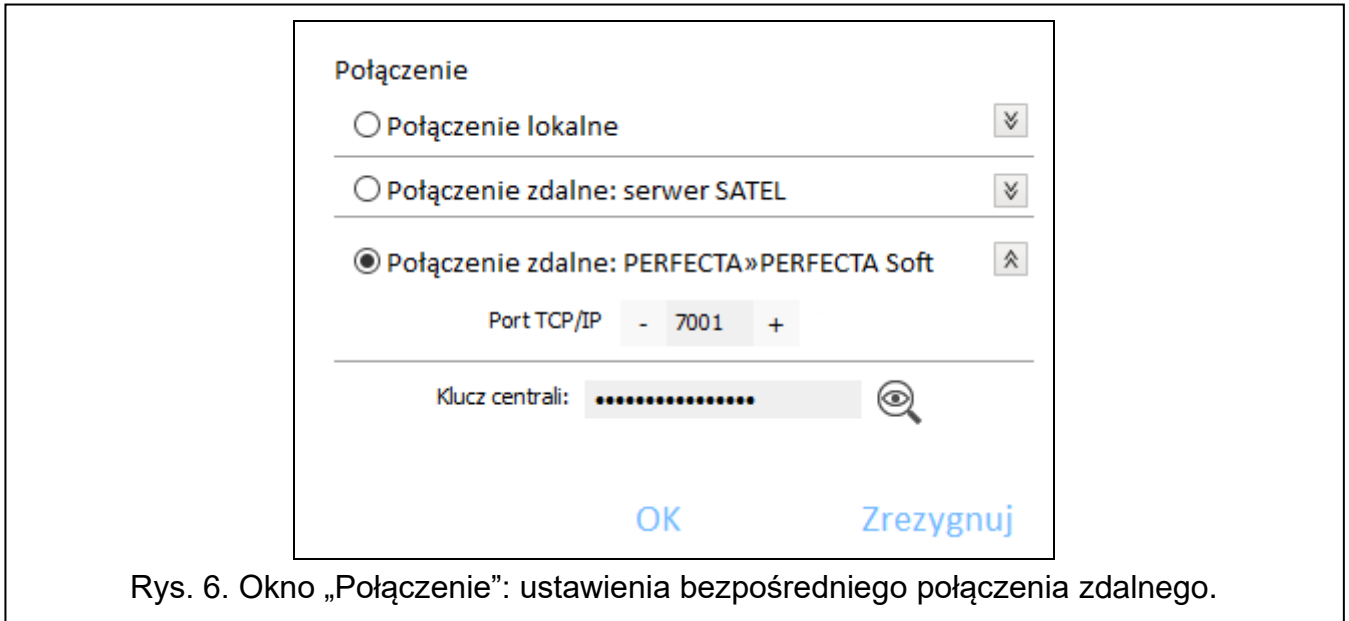 Połączenie
Połączenie lokalne
Połączenie zdalne: serwer SATEL
Połączenie zdalne: PERFECTA»PERFECTA Soft
Port TCP/IP - 7001 +
Klucz centrali: ••••••••••••••••
OK Zrezygnuj
Rys. 6. Okno „Połączenie”: ustawienia bezpośredniego połączenia zdalnego.